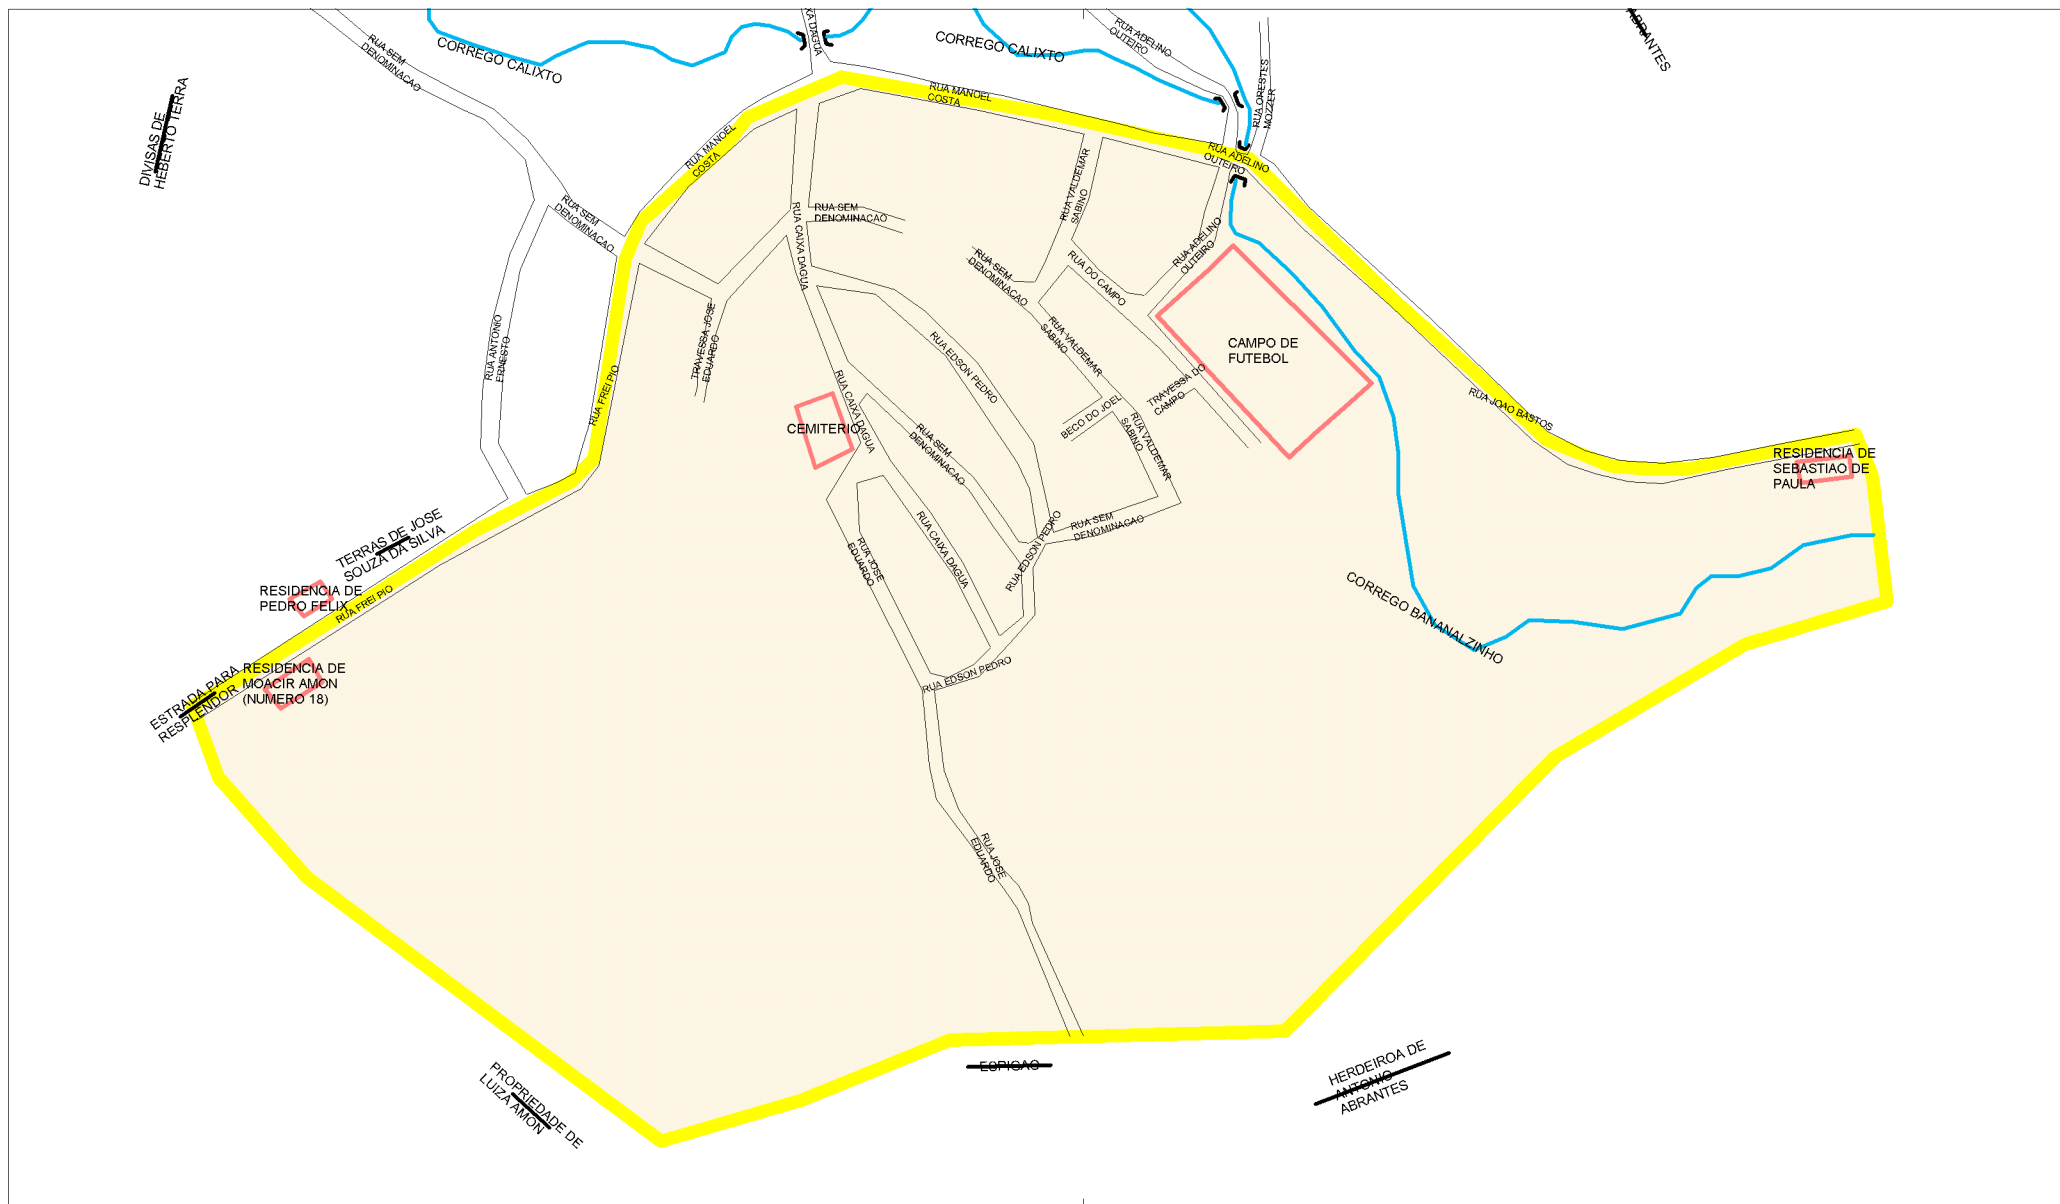 RUA SEM
DENOMINACAO
CORREGO CALIXTO
XA DAGUA
CORREGO CALIXTO
RUA ADELINO
OUTEIRO
RUA ORESTES
MOZZER
ABRANTES
DIVISAS DE
HEBERTO TERRA
RUA MANOEL
COSTA
RUA MANOEL
COSTA
RUA ADELINO
OUTEIRO
RUA SEM
DENOMINACAO
RUA SEM
DENOMINACAO
RUA CAIXA DAGUA
RUA VALDEMAR
SABINO
RUA ADELINO
OUTEIRO
RUA SEM
DENOMINACAO
RUA DO CAMPO
RUA ANTONIO
ERNESTO
TRAVESSA JOSE
EDUARDO
RUA EDSON PEDRO
RUA VALDEMAR
SABINO
CAMPO DE
FUTEBOL
RUA FREI PIO
RUA CAIXA DAGUA
CEMITERIO
RUA SEM
DENOMINACAO
BECO DO JOEL
TRAVESSA DO
CAMPO
RUA VALDEMAR
SABINO
RUA JOAO BASTOS
RESIDENCIA DE
SEBASTIAO DE
PAULA
TERRAS DE JOSE
SOUZA DA SILVA
RUA CAIXA DAGUA
RUA JOSE
EDUARDO
RUA EDSON PEDRO
RUA SEM
DENOMINACAO
RESIDENCIA DE
PEDRO FELIX
RUA FREI PIO
CORREGO BANANALZINHO
ESTRADA PARA
RESPLENDOR
RESIDENCIA DE
MOACIR AMON
(NUMERO 18)
RUA EDSON PEDRO
RUA JOSE
EDUARDO
PROPRIEDADE DE
LUIZA AMON
ESPIGAO
HERDEIROA DE
ANTONIO
ABRANTES